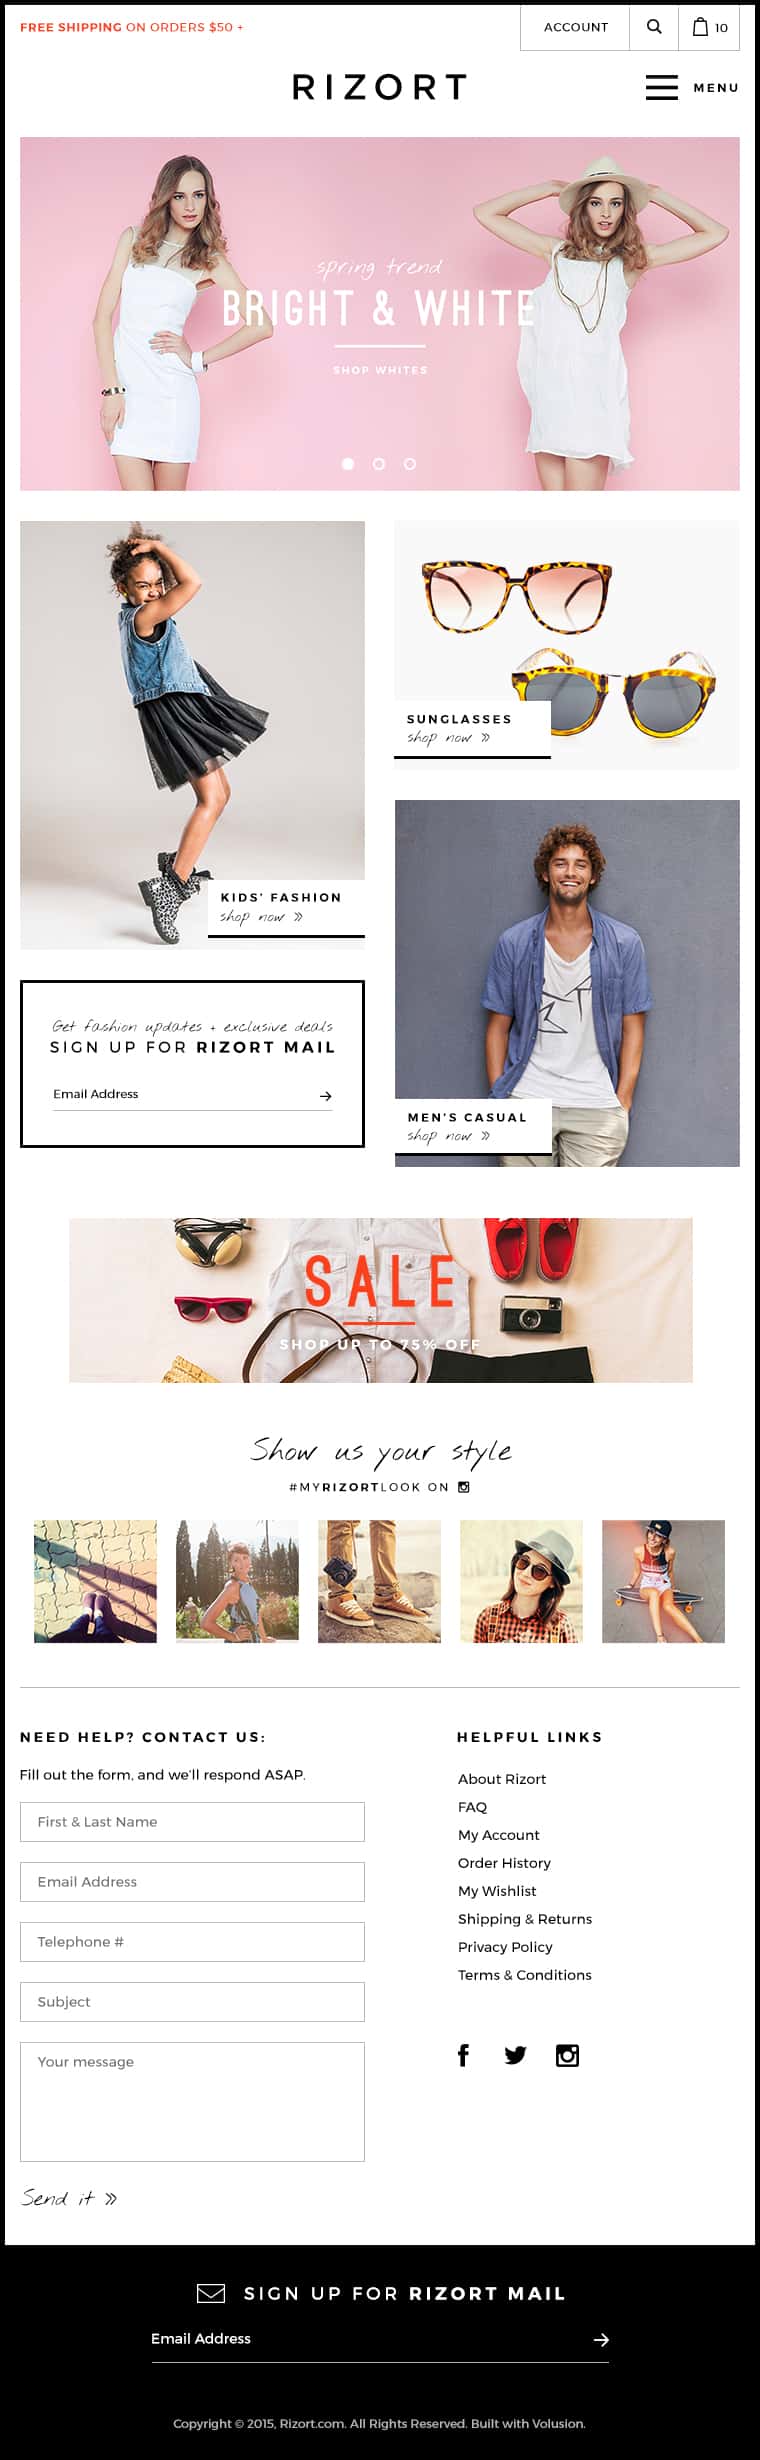 FREE SHIPPING ON ORDERS $50 +
ACCOUNT
10
RIZORT
MENU
spring trend
BRIGHT & WHITE
SHOP WHITES
SUNGLASSES
shop now »
KIDS' FASHION
shop now »
Get fashion updates + exclusive deals
SIGN UP FOR RIZORT MAIL
Email Address
MEN'S CASUAL
shop now »
SALE
SHOP UP TO 75% OFF
Show us your style
#MYRIZORTLOOK ON
NEED HELP? CONTACT US:
Fill out the form, and we'll respond ASAP.
First & Last Name
Email Address
Telephone #
Subject
Your message
Send it »
HELPFUL LINKS
About Rizort
FAQ
My Account
Order History
My Wishlist
Shipping & Returns
Privacy Policy
Terms & Conditions
SIGN UP FOR RIZORT MAIL
Email Address
Copyright © 2015, Rizort.com. All Rights Reserved. Built with Volusion.